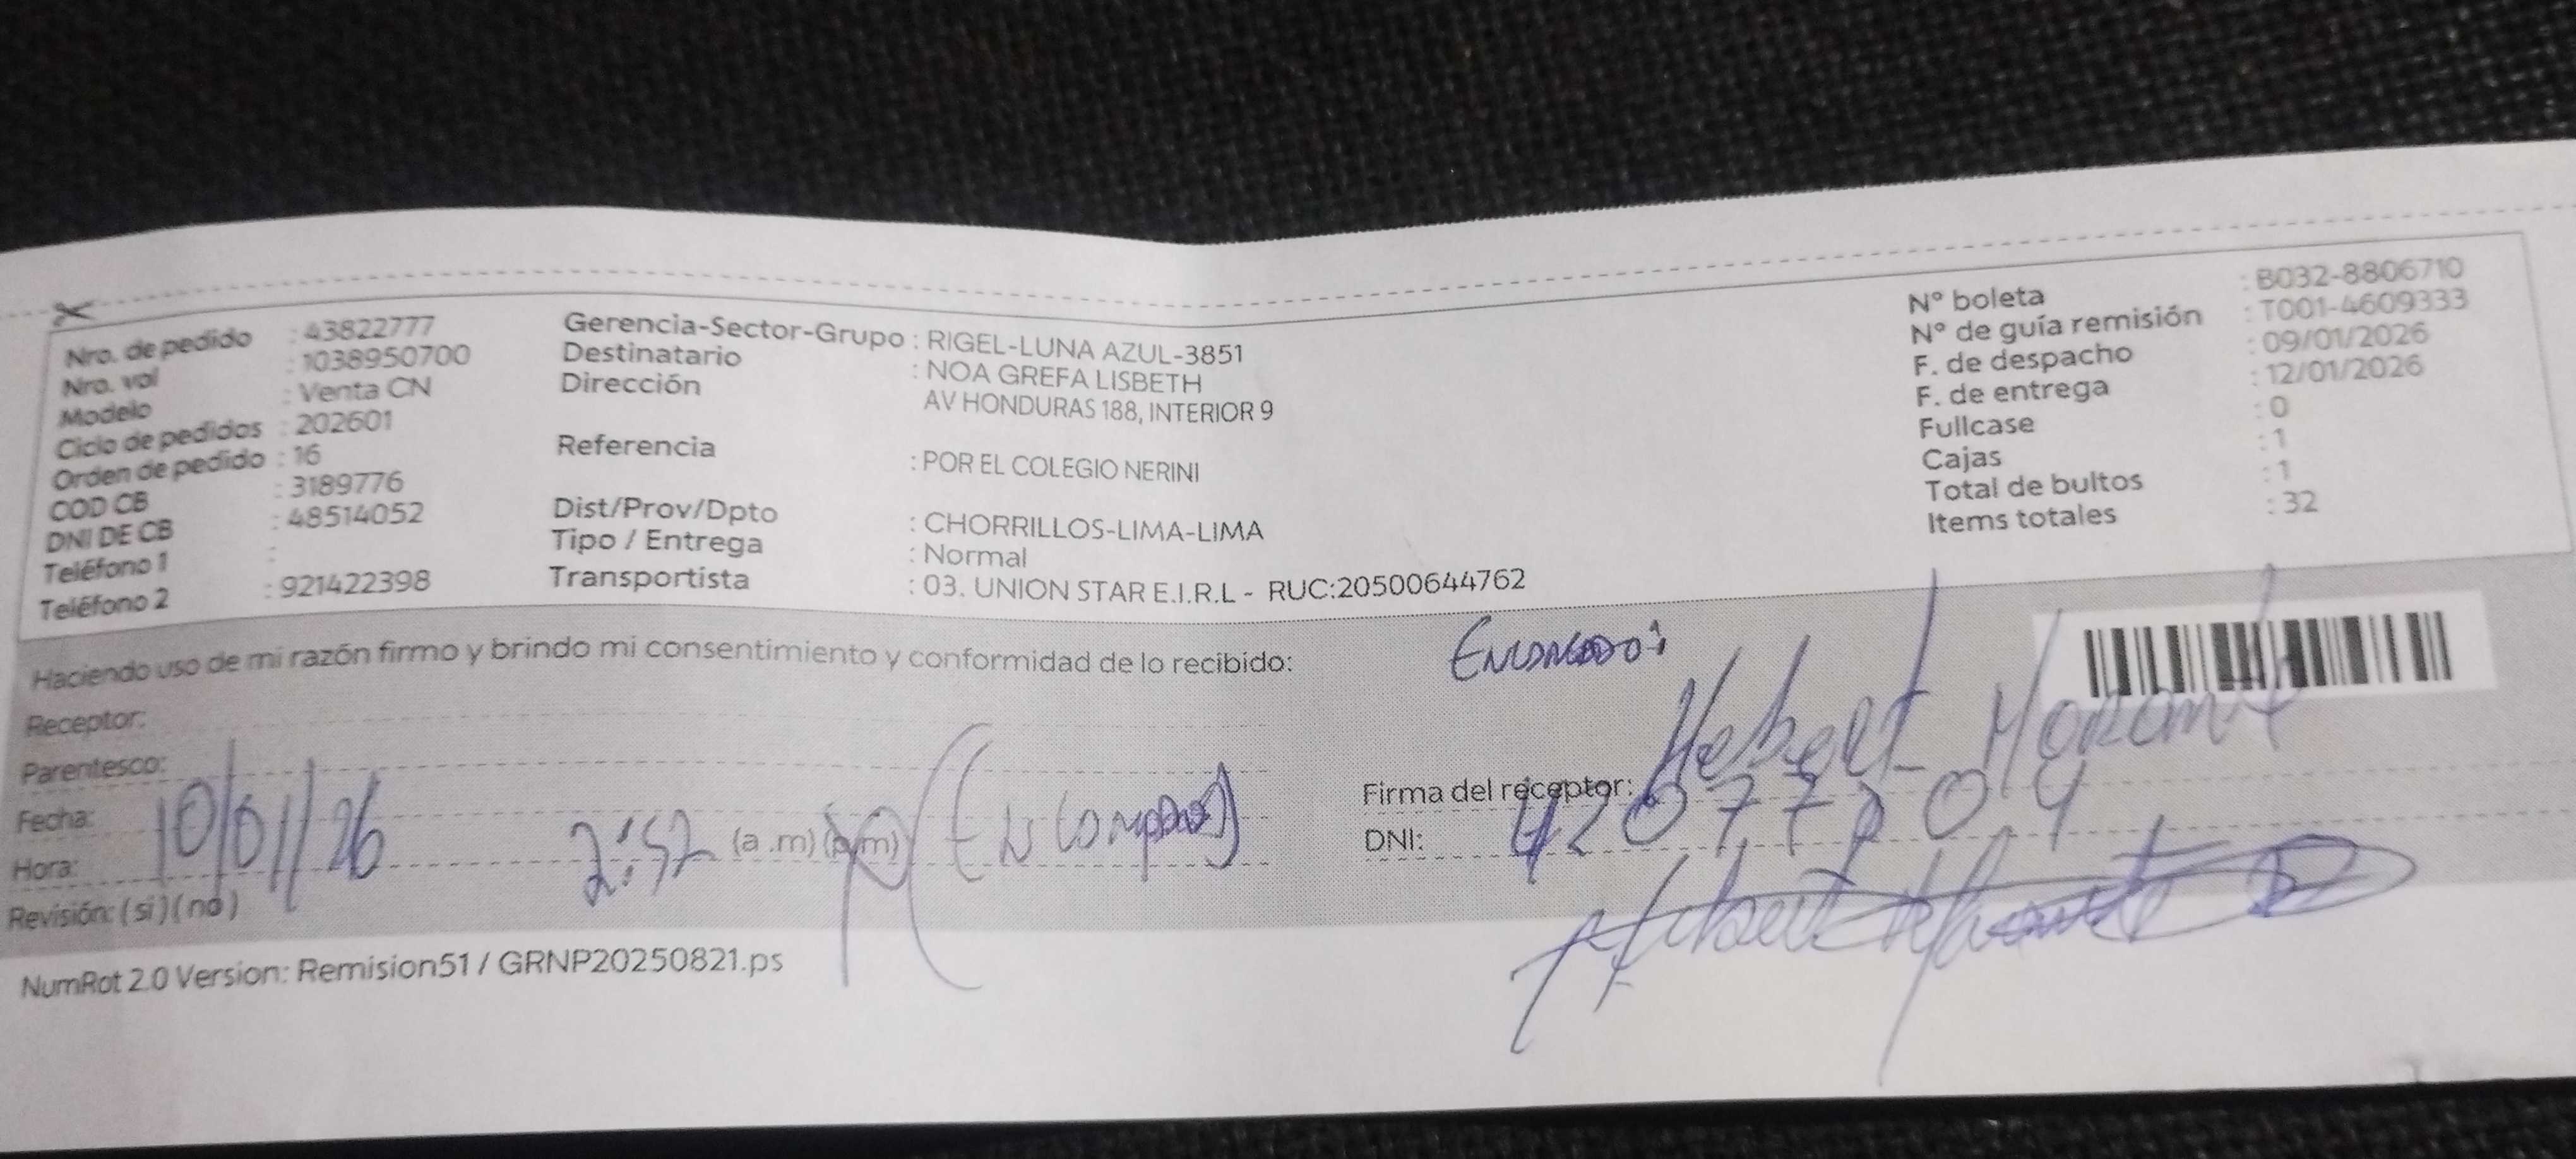 Nro. de pedido : 43822777
Nro. val : 1038950700
Modelo : Venta CN
Ciclo de pedidos : 202601
Orden de pedido : 16
COD CB : 3189776
DNI DE CB : 48514052
Teléfono 1 :
Teléfono 2 : 921422398
Gerencia-Sector-Grupo : RIGEL-LUNA AZUL-3851
Destinatario : NOA GREFA LISBETH
Dirección AV HONDURAS 188, INTERIOR 9
Referencia : POR EL COLEGIO NERINI
Dist/Prov/Dpto : CHORRILLOS-LIMA-LIMA
Tipo / Entrega : Normal
Transportista : 03. UNION STAR E.I.R.L - RUC:20500644762
N° boleta : B032-8806710
N° de guía remisión : T001-4609333
F. de despacho : 09/01/2026
F. de entrega : 12/01/2026
Fullcase : 0
Cajas : 1
Total de bultos : 1
Items totales : 32
Haciendo uso de mi razón firmo y brindo mi consentimiento y conformidad de lo recibido:
Receptor:
Parentesco:
Fecha: 10/01/26
Hora: 2:52 (a .m) (p.m)
Revisión: ( si ) ( no )
Firma del receptor: Hebert
DNI:
NumRot 2.0 Version: Remision51 / GRNP20250821.ps